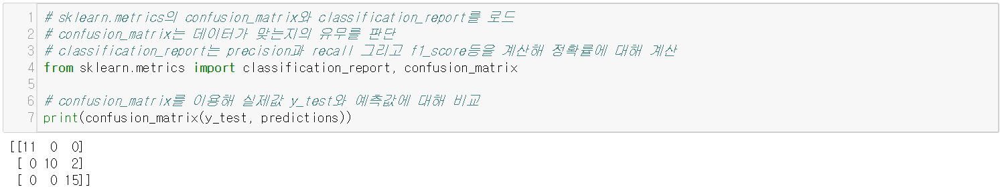 1 # sklearn.metrics의 confusion_matrix와 classification_report를 로드
2 # confusion_matrix는 데이터가 맞는지의 유무를 판단
3 # classification_report는 precision과 recall 그리고 f1_score등을 계산해 정확률에 대해 계산
4 from sklearn.metrics import classification_report, confusion_matrix
5
6 # confusion_matrix를 이용해 실제값 y_test와 예측값에 대해 비교
7 print(confusion_matrix(y_test, predictions))
[[11  0  0]
 [ 0 10  2]
 [ 0  0 15]]